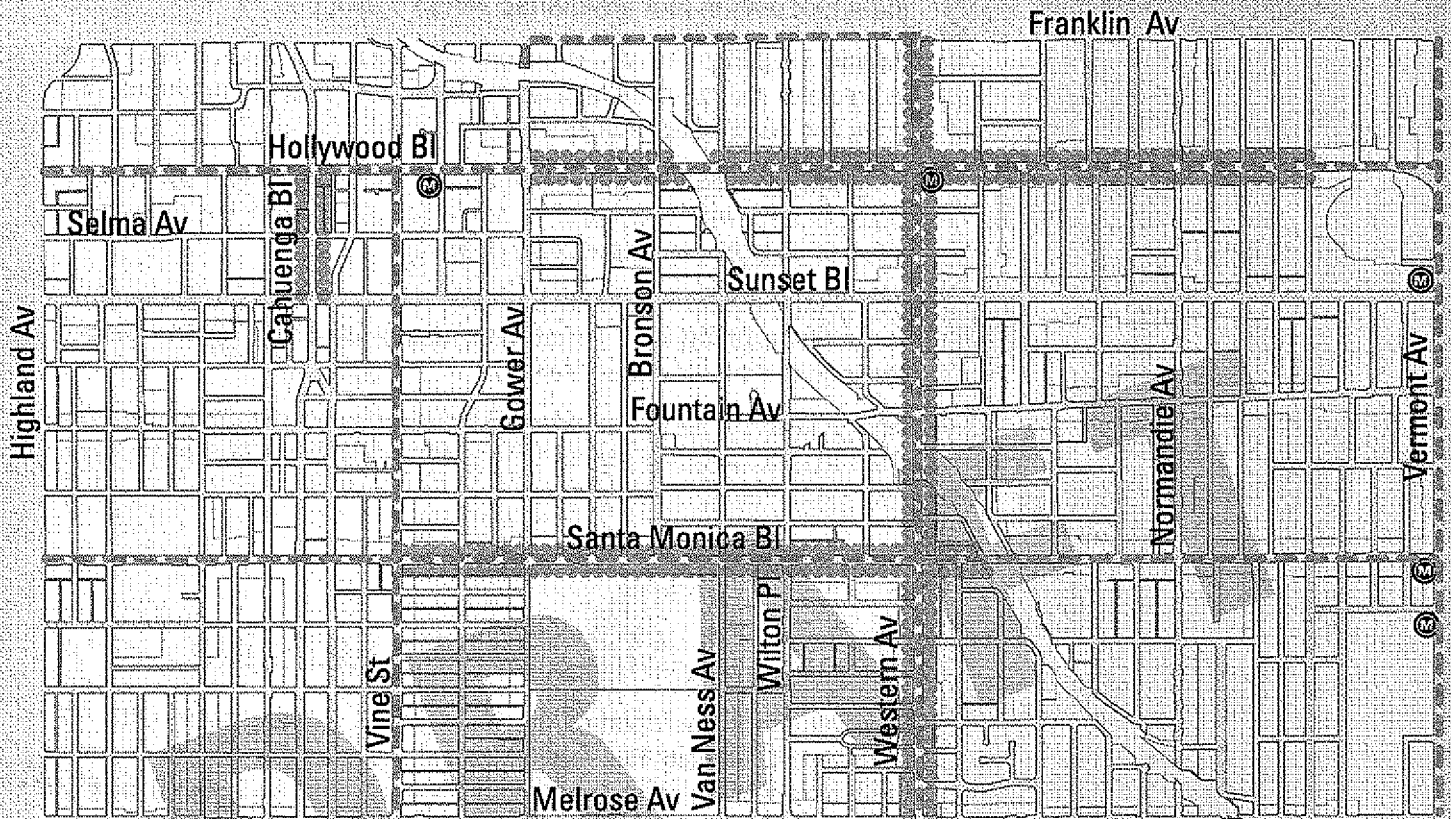 Franklin Av
Hollywood Bl
M
M
Selma Av
Cahuenga Bl
Bronson Av
Sunset Bl
M
Highland Av
Gower Av
Vermont Av
Fountain Av
Normandie Av
Santa Monica Bl
M
Wilton Pl
M
Vine St
Van Ness Av
Western Av
Melrose Av